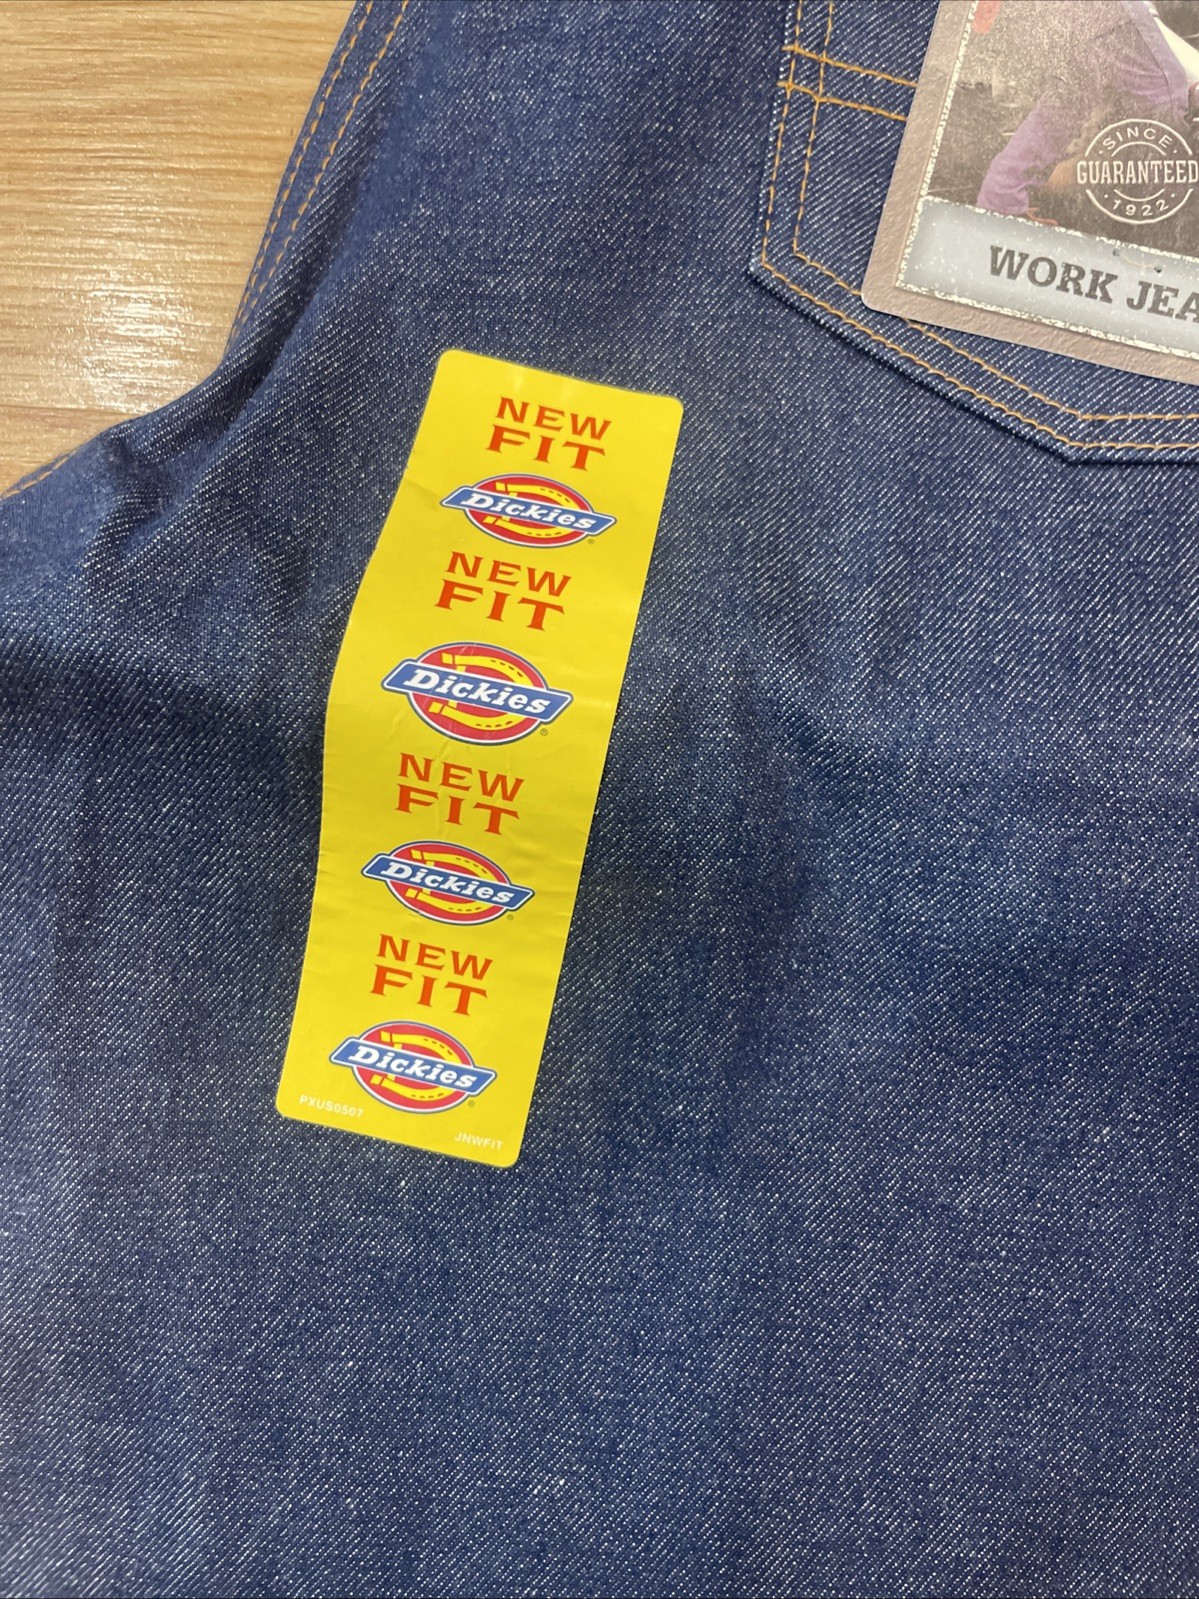 SINCE
GUARANTEED
1922
WORK JEA
NEW
FIT
Dickies
®
NEW
FIT
Dickies
®
NEW
FIT
Dickies
®
NEW
FIT
Dickies
®
PXUS0507
JNWFIT